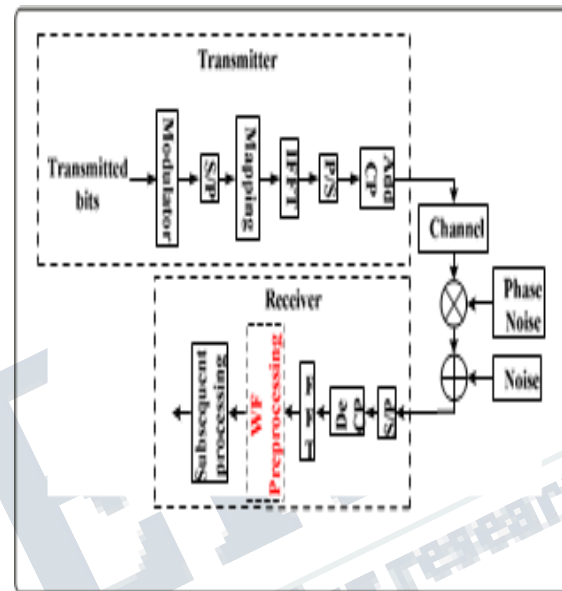 Transmitter
Transmitted
bits
Modulator
S/P
Mapping
IFFT
P/S
Add
CP
Channel
Phase
Noise
Noise
Receiver
S/P
De
CP
WF
Preprocessing
Subsequent
processing